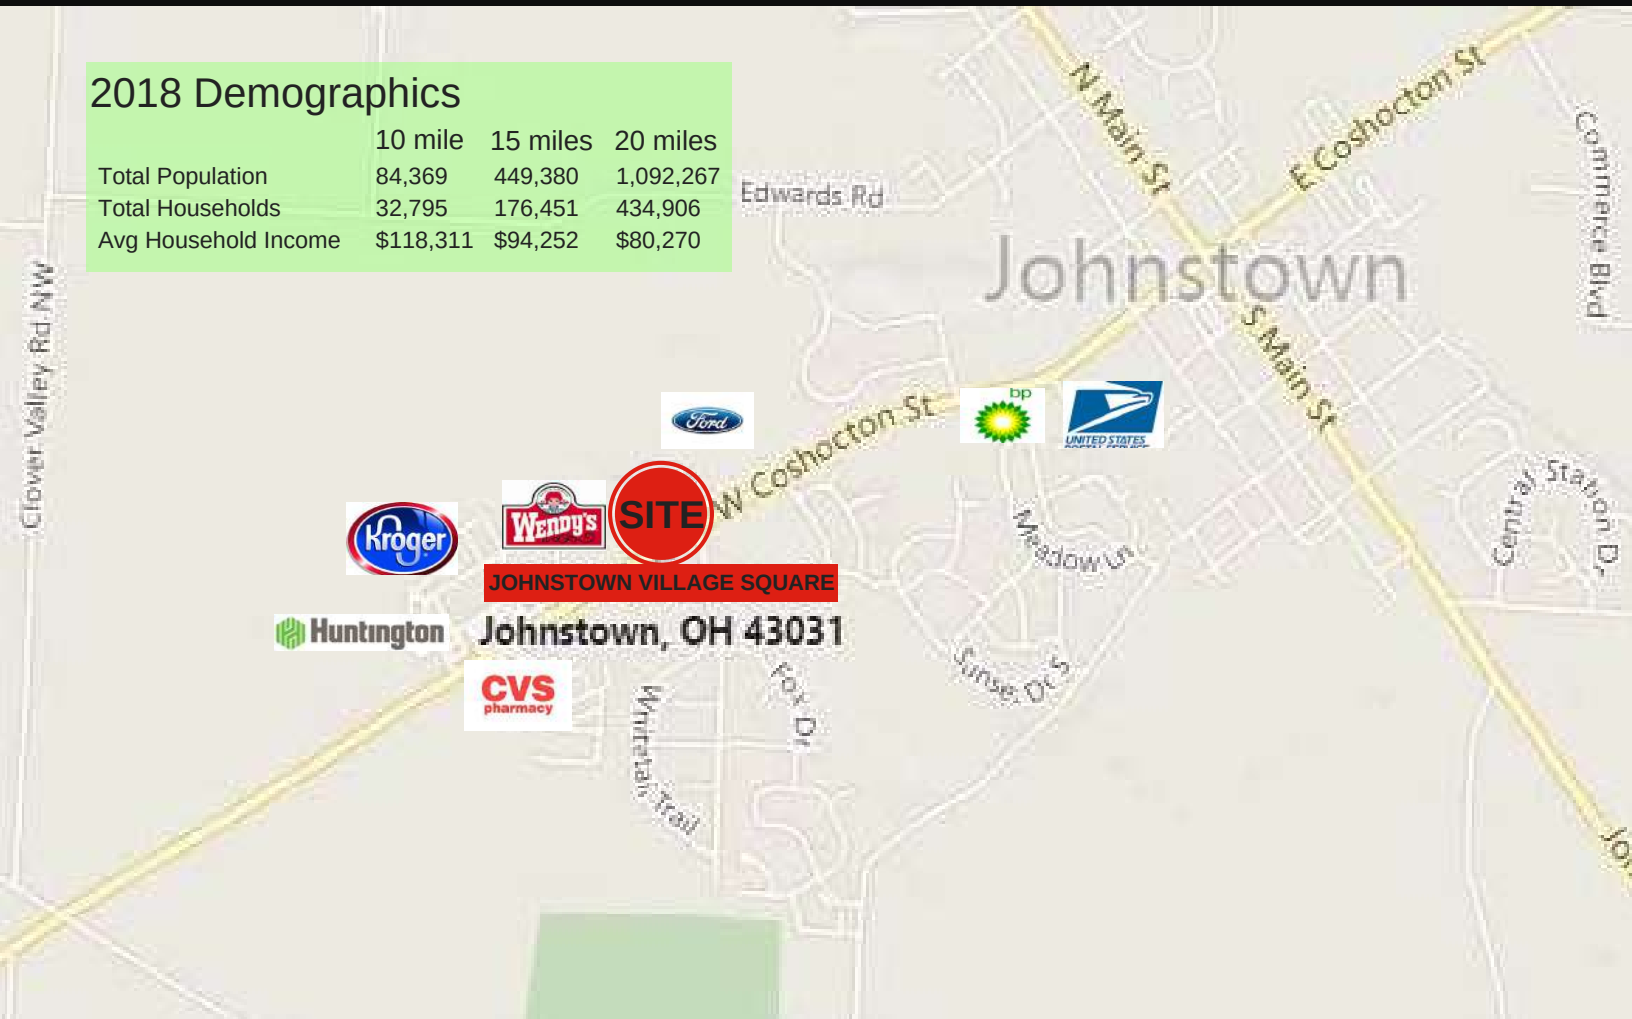 2018 Demographics
10 mile 15 miles 20 miles
Total Population 84,369 449,380 1,092,267
Total Households 32,795 176,451 434,906
Avg Household Income $118,311 $94,252 $80,270
N Main St
E Coshocton St
Commerce Blvd
Edwards Rd
Johnstown
Clover Valley Rd NW
S Main St
Ford
W Coshocton St
bp
UNITED STATES
POSTAL SERVICE
Kroger
WENDY'S
SITE
Meadow Ln
Central Station Dr
JOHNSTOWN VILLAGE SQUARE
Huntington
Johnstown, OH 43031
CVS
pharmacy
Whitetail Trail
Fox Dr
Sunset Dr S